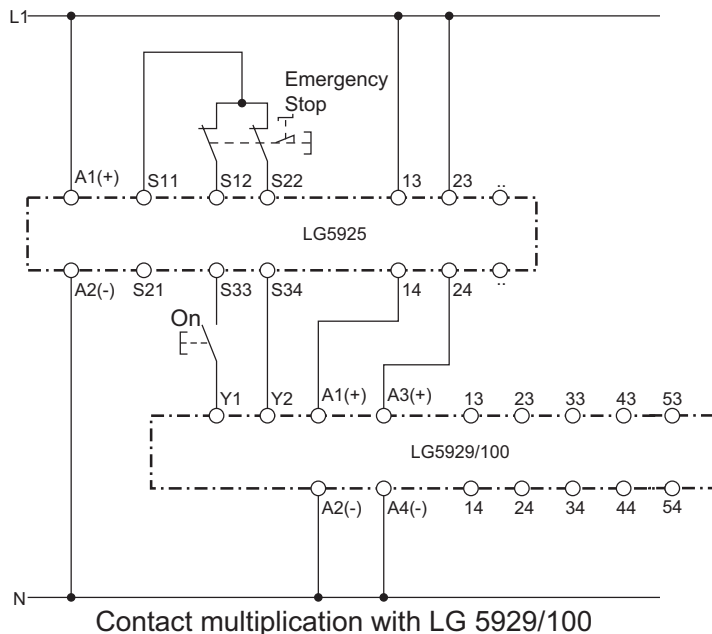 L1
Emergency
Stop
A1(+) S11 S12 S22 13 23 ..
LG5925
A2(-) S21 S33 S34 14 24 ..
On
Y1 Y2 A1(+) A3(+) 13 23 33 43 53
LG5929/100
A2(-) A4(-) 14 24 34 44 54
N
Contact multiplication with LG 5929/100